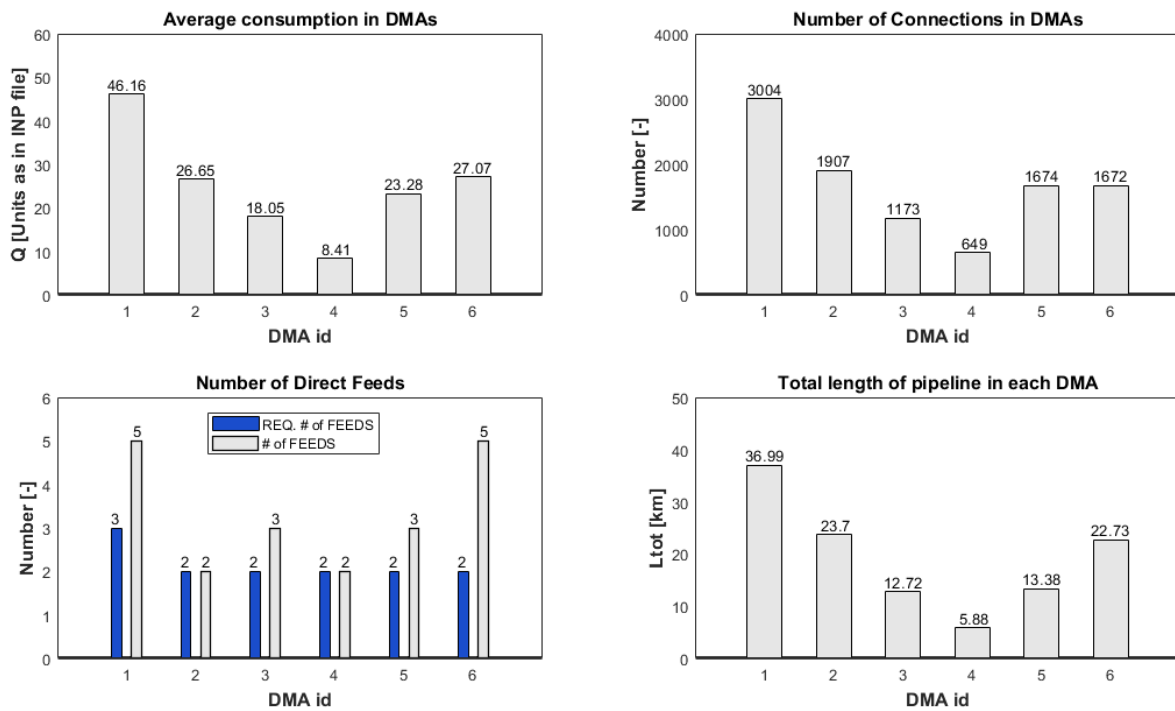 Average consumption in DMAs
Q [Units as in INP file]
60
50
40
30
20
10
0
46.16
26.65
18.05
8.41
23.28
27.07
1 2 3 4 5 6
DMA id
Number of Connections in DMAs
Number [-]
4000
3000
2000
1000
0
3004
1907
1173
649
1674
1672
1 2 3 4 5 6
DMA id
Number of Direct Feeds
Number [-]
6
5
4
3
2
1
0
REQ. # of FEEDS
# of FEEDS
3 5
2 2
2 3
2 2
2 3
2 5
1 2 3 4 5 6
DMA id
Total length of pipeline in each DMA
Ltot [km]
50
40
30
20
10
0
36.99
23.7
12.72
5.88
13.38
22.73
1 2 3 4 5 6
DMA id